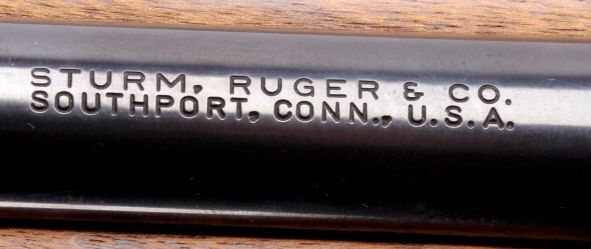 STURM, RUGER & CO.
SOUTHPORT, CONN., U.S.A.